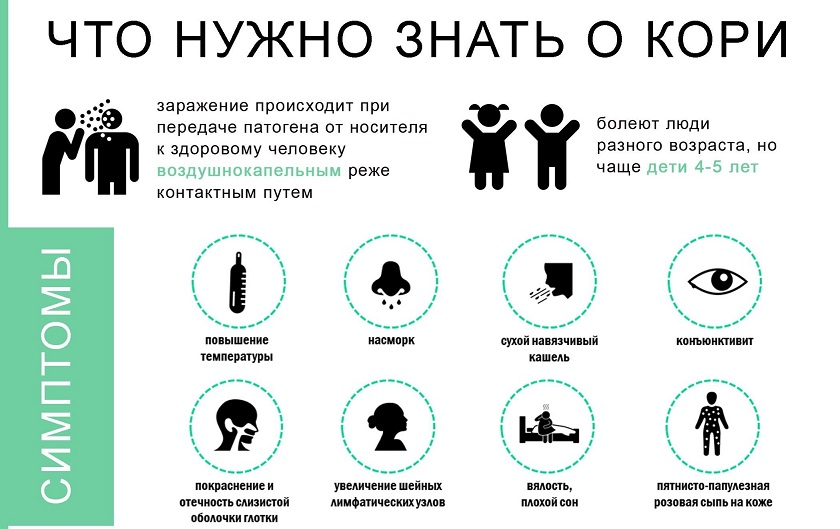 ЧТО НУЖНО ЗНАТЬ О КОРИ
заражение происходит при
передаче патогена от носителя
к здоровому человеку
воздушнокапельным реже
контактным путем
болеют люди
разного возраста, но
чаще дети 4-5 лет
СИМПТОМЫ
повышение
температуры
насморк
сухой навязчивый
кашель
конъюнктивит
покраснение и
отечность слизистой
оболочки глотки
увеличение шейных
лимфатических узлов
вялость,
плохой сон
пятнисто-папулезная
розовая сыпь на коже